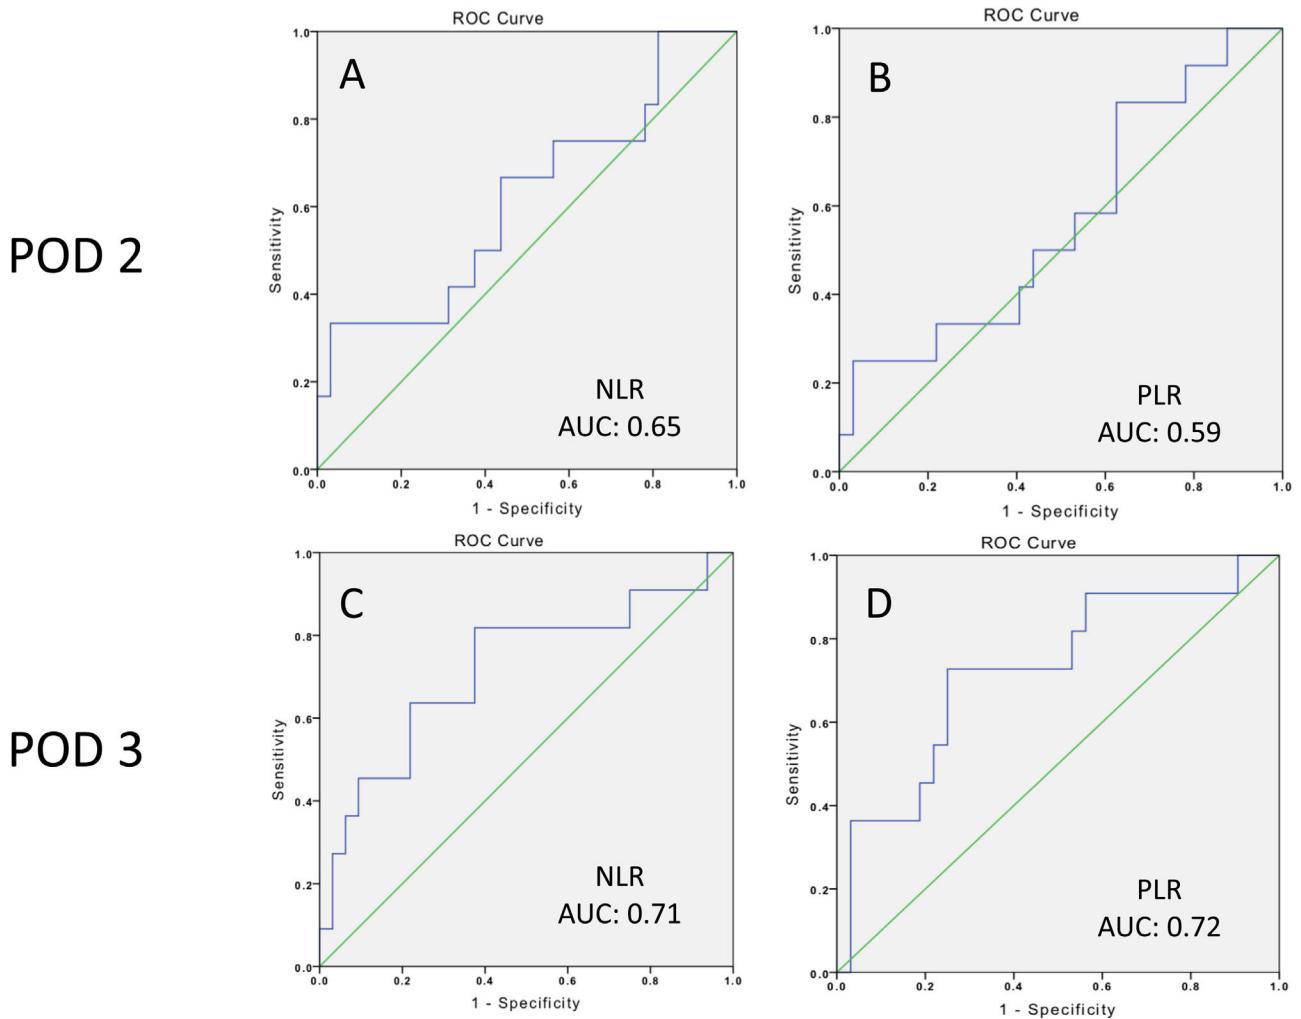 POD 2
ROC Curve
A
Sensitivity
1.0
0.8
0.6
0.4
0.2
0.0
0.0 0.2 0.4 0.6 0.8 1.0
1 - Specificity
NLR
AUC: 0.65
ROC Curve
B
Sensitivity
1.0
0.8
0.6
0.4
0.2
0.0
0.0 0.2 0.4 0.6 0.8 1.0
1 - Specificity
PLR
AUC: 0.59
POD 3
ROC Curve
C
Sensitivity
1.0
0.8
0.6
0.4
0.2
0.0
0.0 0.2 0.4 0.6 0.8 1.0
1 - Specificity
NLR
AUC: 0.71
ROC Curve
D
Sensitivity
1.0
0.8
0.6
0.4
0.2
0.0
0.0 0.2 0.4 0.6 0.8 1.0
1 - Specificity
PLR
AUC: 0.72